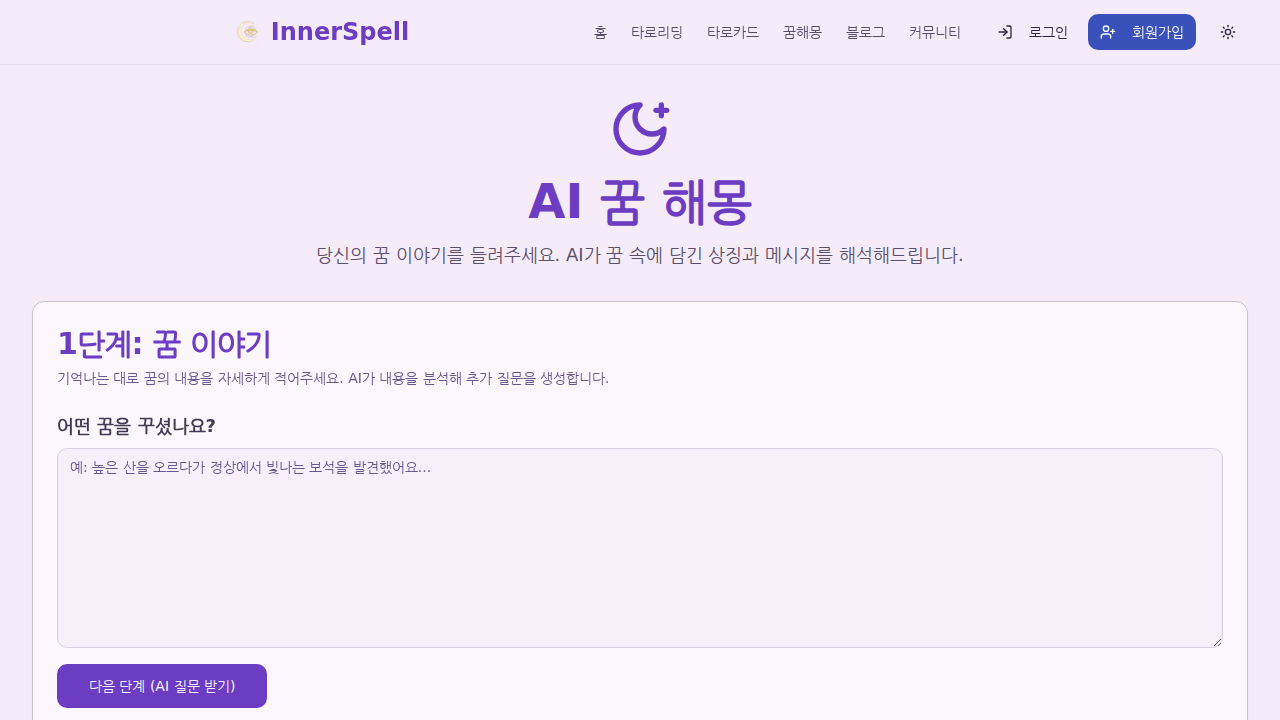 InnerSpell
홈
타로리딩
타로카드
꿈해몽
블로그
커뮤니티
로그인
회원가입
AI 꿈 해몽
당신의 꿈 이야기를 들려주세요. AI가 꿈 속에 담긴 상징과 메시지를 해석해드립니다.
1단계: 꿈 이야기
기억나는 대로 꿈의 내용을 자세하게 적어주세요. AI가 내용을 분석해 추가 질문을 생성합니다.
어떤 꿈을 꾸셨나요?
예: 높은 산을 오르다가 정상에서 빛나는 보석을 발견했어요...
다음 단계 (AI 질문 받기)